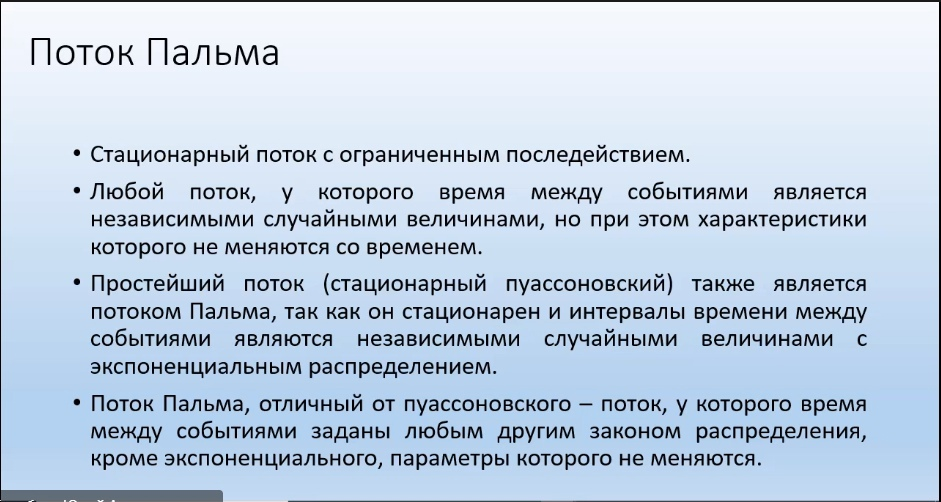 Поток Пальма
• Стационарный поток с ограниченным последействием.
• Любой поток, у которого время между событиями является
независимыми случайными величинами, но при этом характеристики
которого не меняются со временем.
• Простейший поток (стационарный пуассоновский) также является
потоком Пальма, так как он стационарен и интервалы времени между
событиями являются независимыми случайными величинами с
экспоненциальным распределением.
• Поток Пальма, отличный от пуассоновского – поток, у которого время
между событиями заданы любым другим законом распределения,
кроме экспоненциального, параметры которого не меняются.